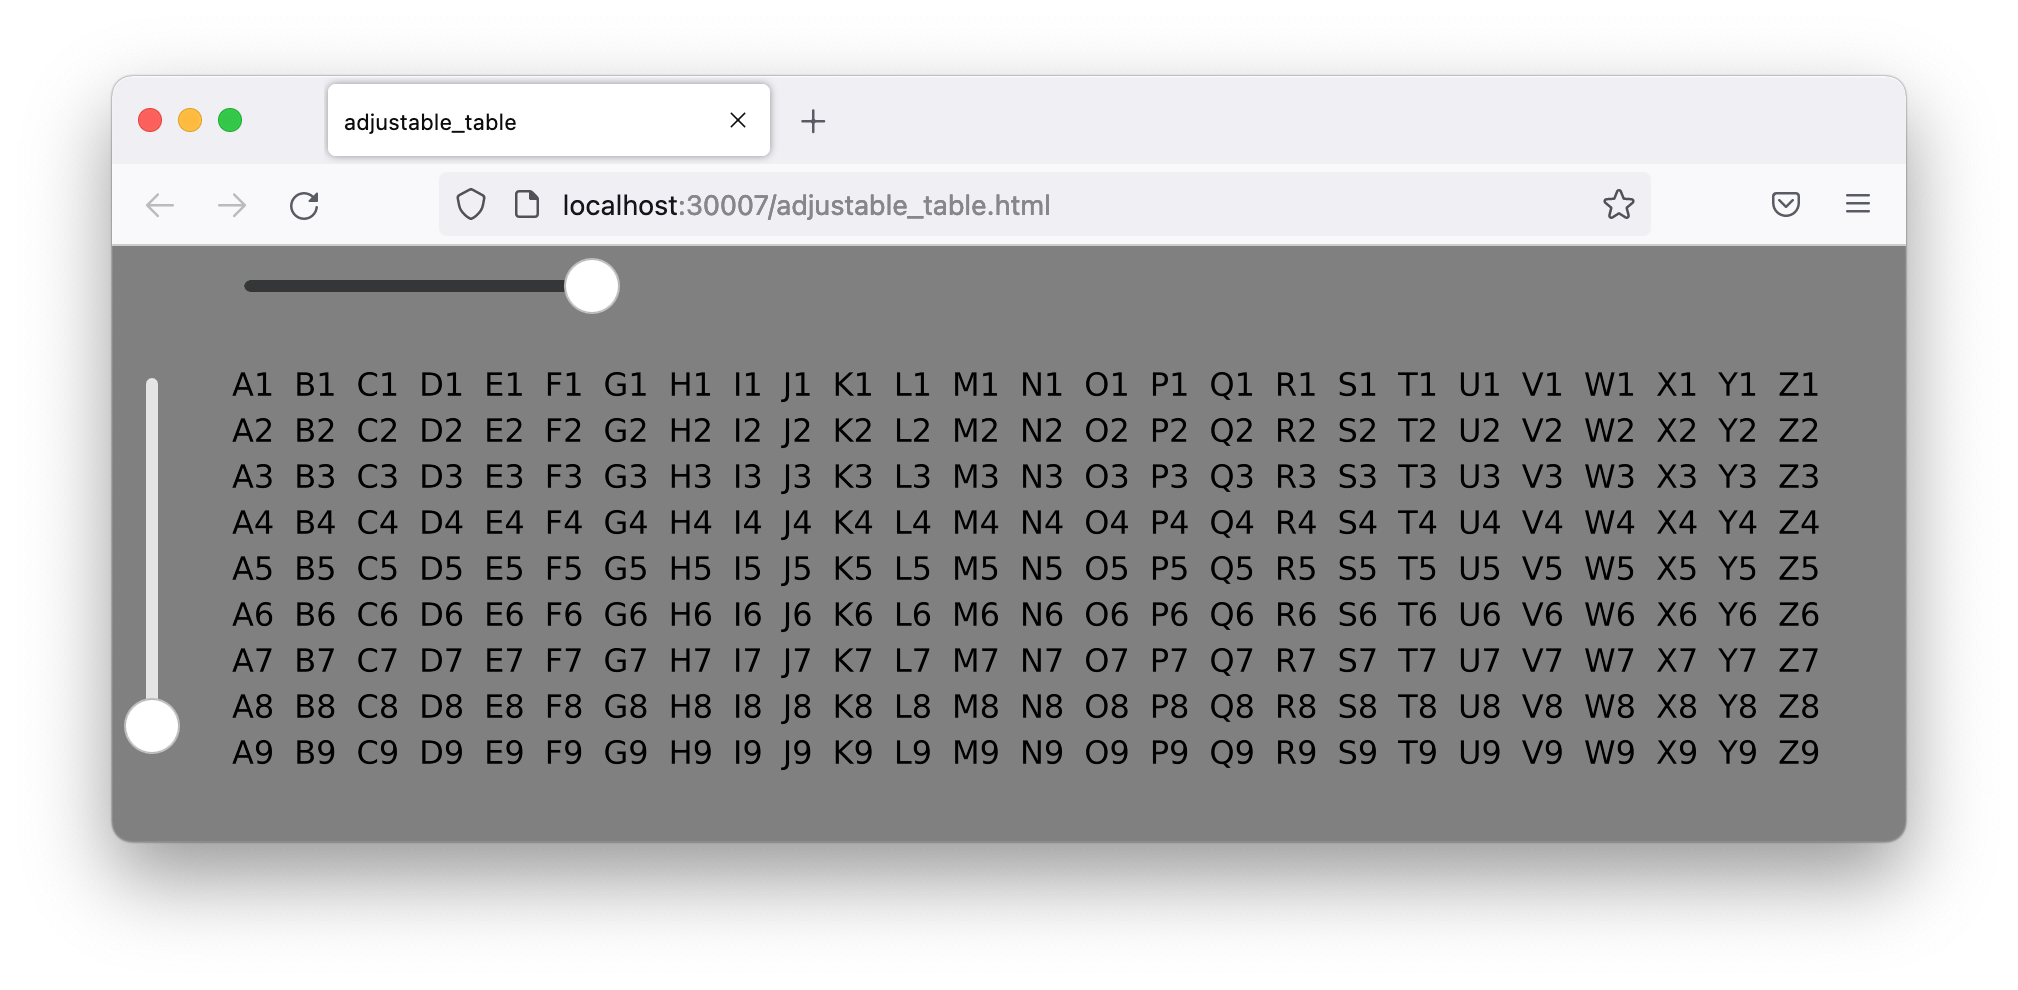 adjustable_table
localhost:30007/adjustable_table.html
A1 B1 C1 D1 E1 F1 G1 H1 I1 J1 K1 L1 M1 N1 O1 P1 Q1 R1 S1 T1 U1 V1 W1 X1 Y1 Z1
A2 B2 C2 D2 E2 F2 G2 H2 I2 J2 K2 L2 M2 N2 O2 P2 Q2 R2 S2 T2 U2 V2 W2 X2 Y2 Z2
A3 B3 C3 D3 E3 F3 G3 H3 I3 J3 K3 L3 M3 N3 O3 P3 Q3 R3 S3 T3 U3 V3 W3 X3 Y3 Z3
A4 B4 C4 D4 E4 F4 G4 H4 I4 J4 K4 L4 M4 N4 O4 P4 Q4 R4 S4 T4 U4 V4 W4 X4 Y4 Z4
A5 B5 C5 D5 E5 F5 G5 H5 I5 J5 K5 L5 M5 N5 O5 P5 Q5 R5 S5 T5 U5 V5 W5 X5 Y5 Z5
A6 B6 C6 D6 E6 F6 G6 H6 I6 J6 K6 L6 M6 N6 O6 P6 Q6 R6 S6 T6 U6 V6 W6 X6 Y6 Z6
A7 B7 C7 D7 E7 F7 G7 H7 I7 J7 K7 L7 M7 N7 O7 P7 Q7 R7 S7 T7 U7 V7 W7 X7 Y7 Z7
A8 B8 C8 D8 E8 F8 G8 H8 I8 J8 K8 L8 M8 N8 O8 P8 Q8 R8 S8 T8 U8 V8 W8 X8 Y8 Z8
A9 B9 C9 D9 E9 F9 G9 H9 I9 J9 K9 L9 M9 N9 O9 P9 Q9 R9 S9 T9 U9 V9 W9 X9 Y9 Z9